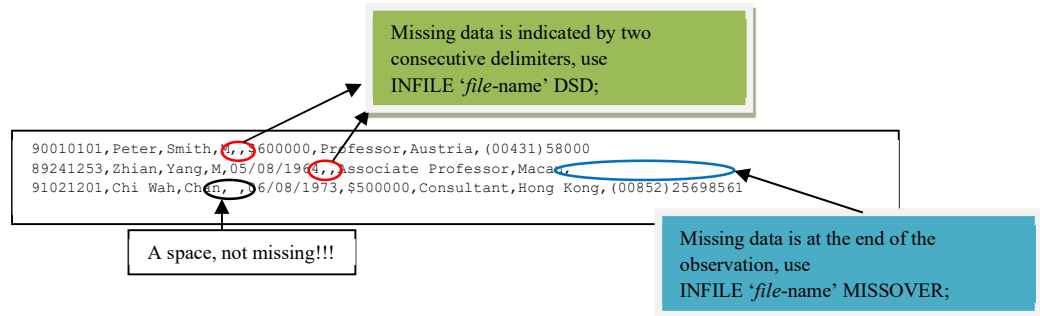 Missing data is indicated by two
consecutive delimiters, use
INFILE ‘file-name’ DSD;
90010101,Peter,Smith,M,,$600000,Professor,Austria,(00431)58000
89241253,Zhian,Yang,M,05/08/1964,,Associate Professor,Macau,
91021201,Chi Wah,Chan, ,06/08/1973,$500000,Consultant,Hong Kong,(00852)25698561
A space, not missing!!!
Missing data is at the end of the
observation, use
INFILE ‘file-name’ MISSOVER;